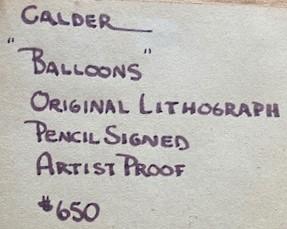 CALDER
"BALLOONS"
ORIGINAL LITHOGRAPH
PENCIL SIGNED
ARTIST PROOF
$650